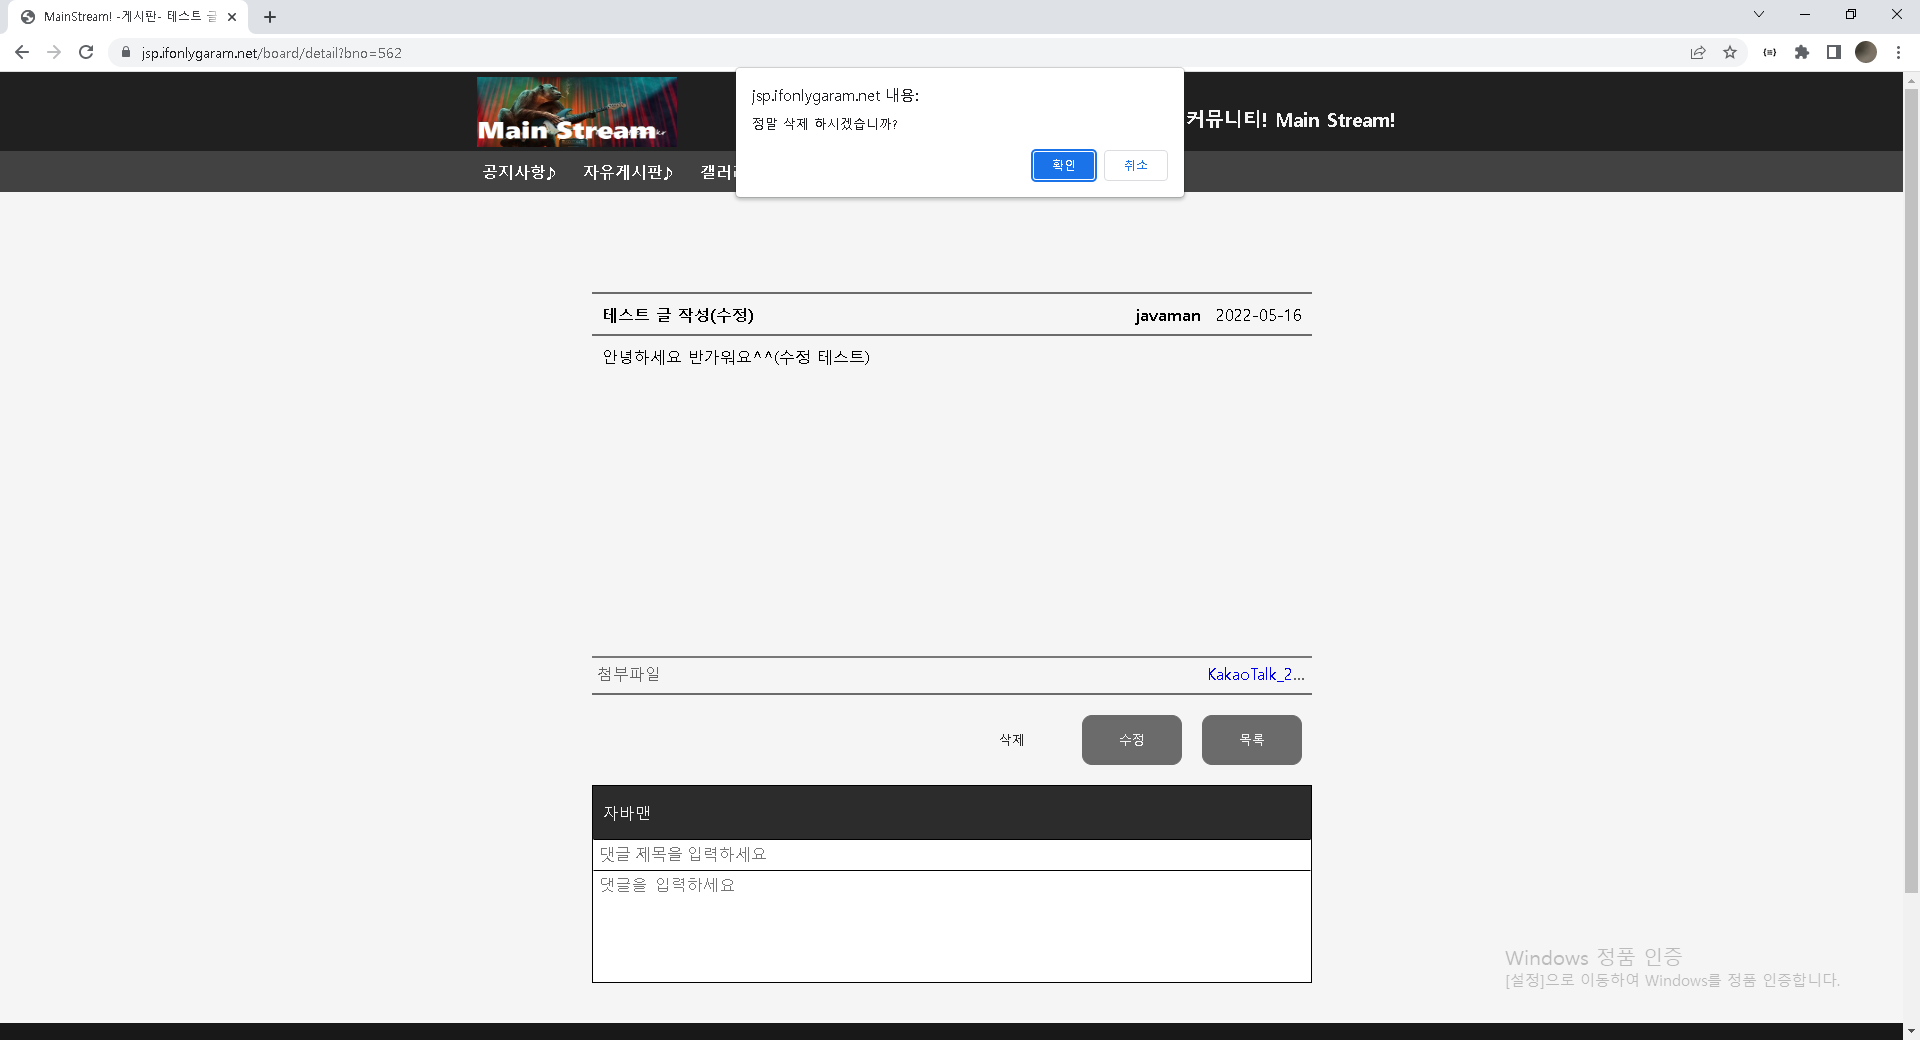 MainStream! -게시판- 테스트 글
jsp.ifonlygaram.net/board/detail?bno=562
Main Stream
커뮤니티! Main Stream!
jsp.ifonlygaram.net 내용:
정말 삭제 하시겠습니까?
확인 취소
공지사항♪ 자유게시판♪ 갤러리
테스트 글 작성(수정) javaman 2022-05-16
안녕하세요 반가워요^^(수정 테스트)
첨부파일 KakaoTalk_2...
삭제 수정 목록
자바맨
댓글 제목을 입력하세요
댓글을 입력하세요
Windows 정품 인증
[설정]으로 이동하여 Windows를 정품 인증합니다.